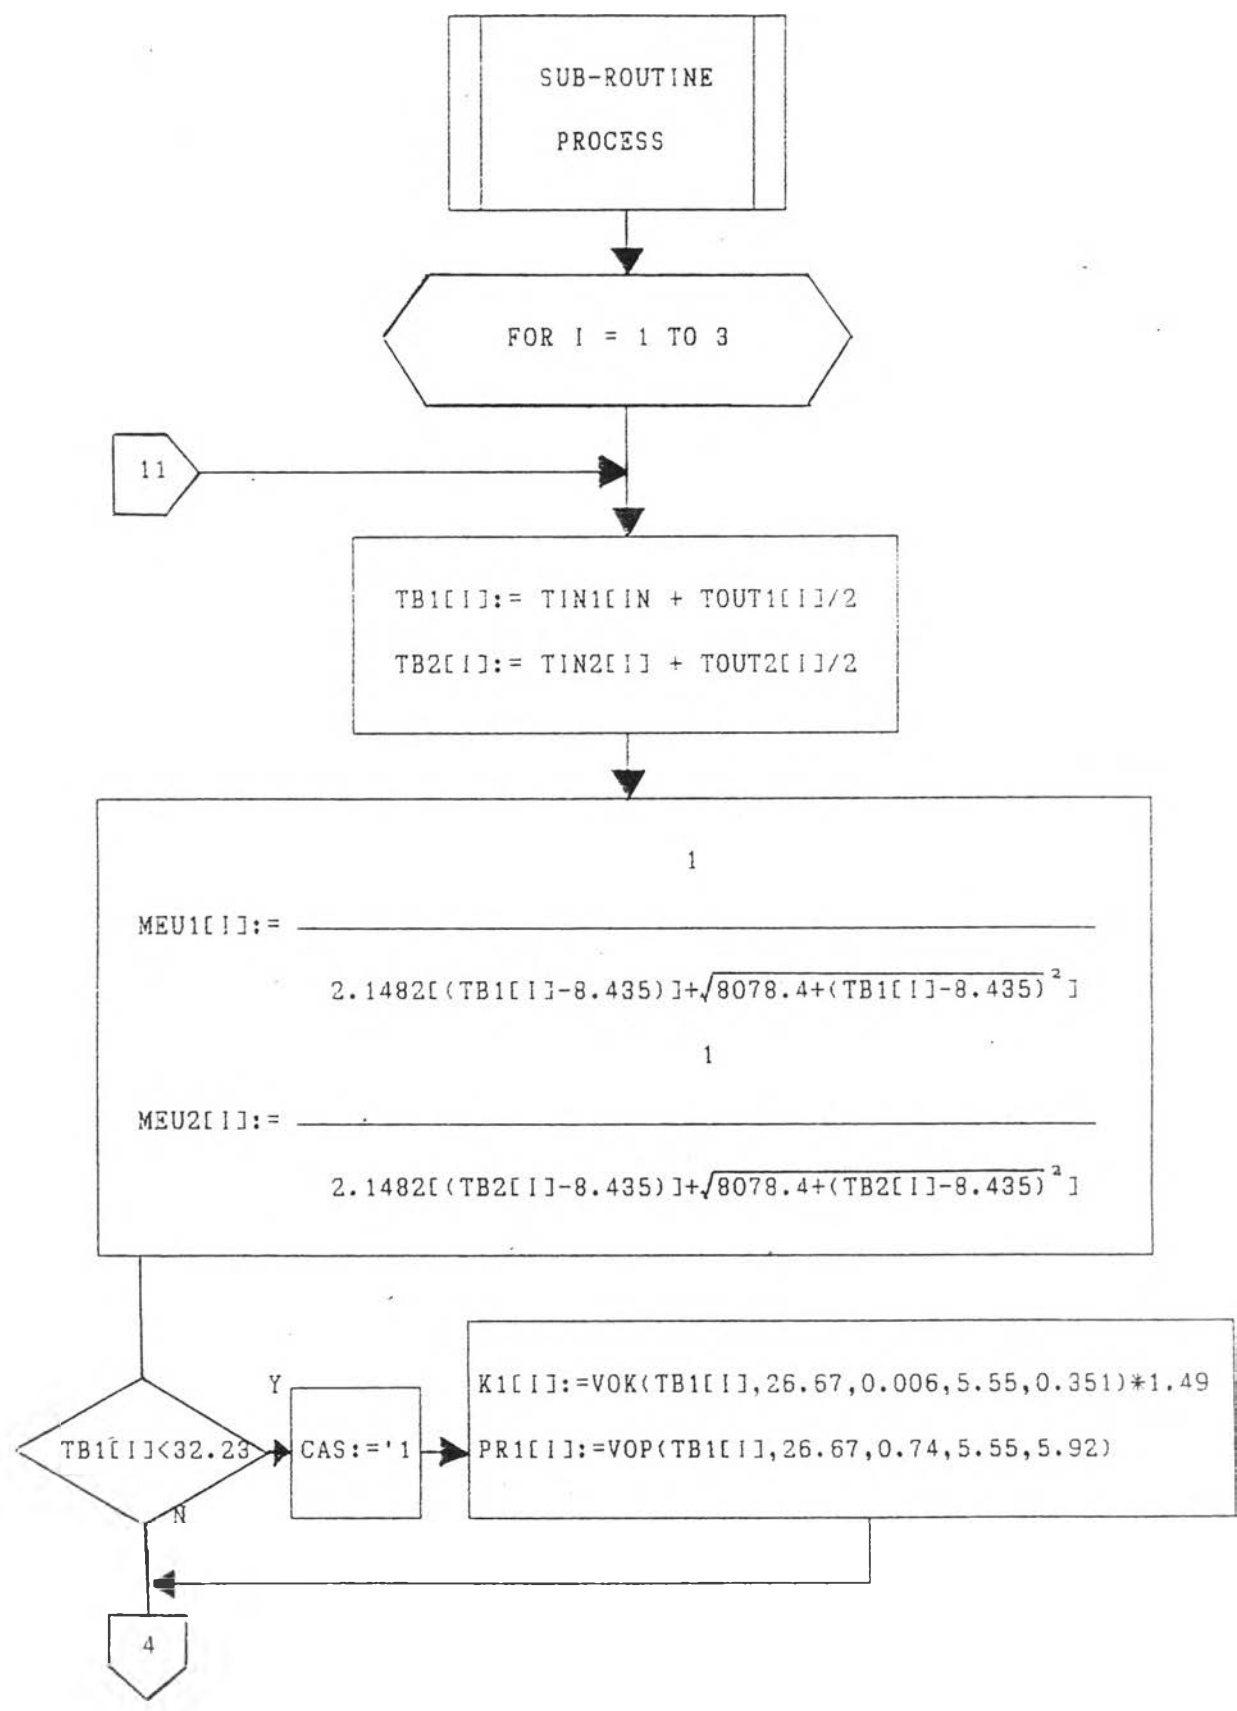 SUB-ROUTINE
PROCESS
FOR I = 1 TO 3
11
TB1[I]:= TIN1[IN + TOUT1[I]/2
TB2[I]:= TIN2[I] + TOUT2[I]/2
1
MEU1[I]:=
2.1482[(TB1[I]-8.435)]+√8078.4+(TB1[I]-8.435)²]
1
MEU2[I]:=
2.1482[(TB2[I]-8.435)]+√8078.4+(TB2[I]-8.435)²]
Y
K1[I]:=VOK(TB1[I],26.67,0.006,5.55,0.351)*1.49
TB1[I]<32.23
CAS:='1
PR1[I]:=VOP(TB1[I],26.67,0.74,5.55,5.92)
N
4